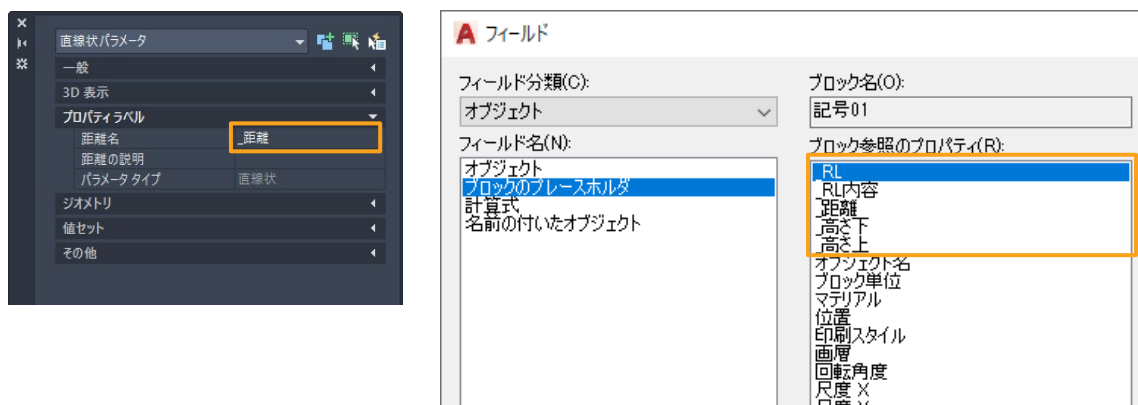 直線状パラメータ
一般
3D 表示
プロパティラベル
距離名 _距離
距離の説明
パラメータ タイプ 直線状
ジオメトリ
値セット
その他
フィールド
フィールド分類(C):
オブジェクト
フィールド名(N):
オブジェクト
ブロックのプレースホルダ
計算式
名前の付いたオブジェクト
ブロック名(O):
記号01
ブロック参照のプロパティ(R):
_RL
_RL内容
_距離
_高さ下
_高さ上
オブジェクト名
ブロック単位
マテリアル
位置
印刷スタイル
画層
回転角度
尺度 X